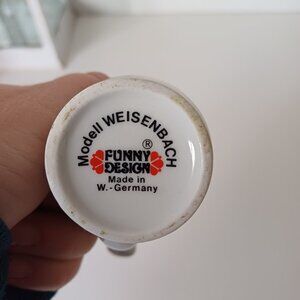 Modell WEISENBACH
®
FUNNY
DESIGN
Made in
W.-Germany